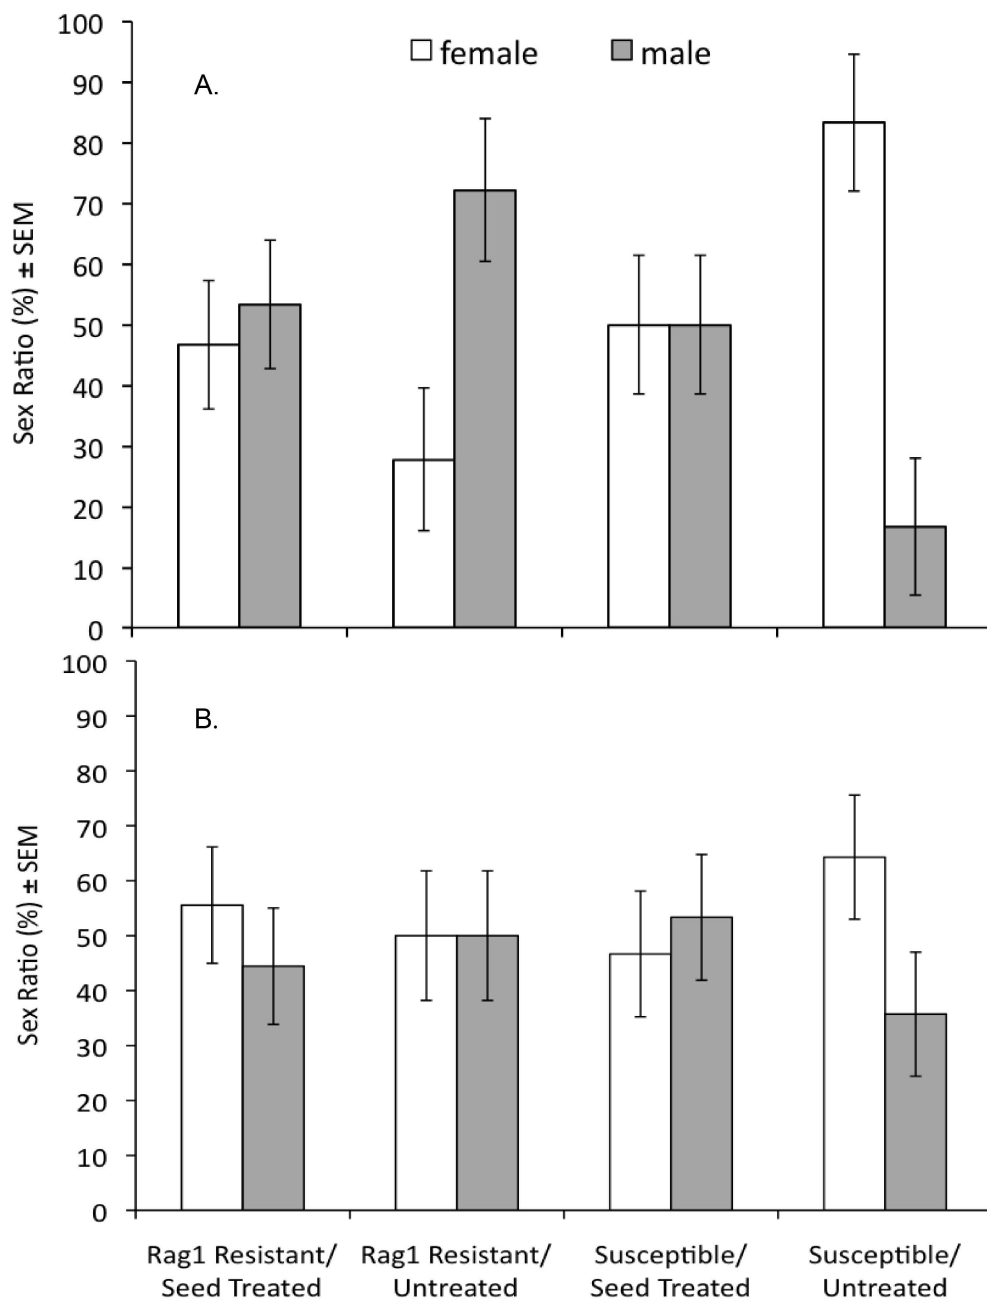 100
90
80
70
60
50
40
30
20
10
0
Sex Ratio (%) ± SEM
A.
female
male
100
90
80
70
60
50
40
30
20
10
0
Sex Ratio (%) ± SEM
B.
Rag1 Resistant/
Seed Treated
Rag1 Resistant/
Untreated
Susceptible/
Seed Treated
Susceptible/
Untreated